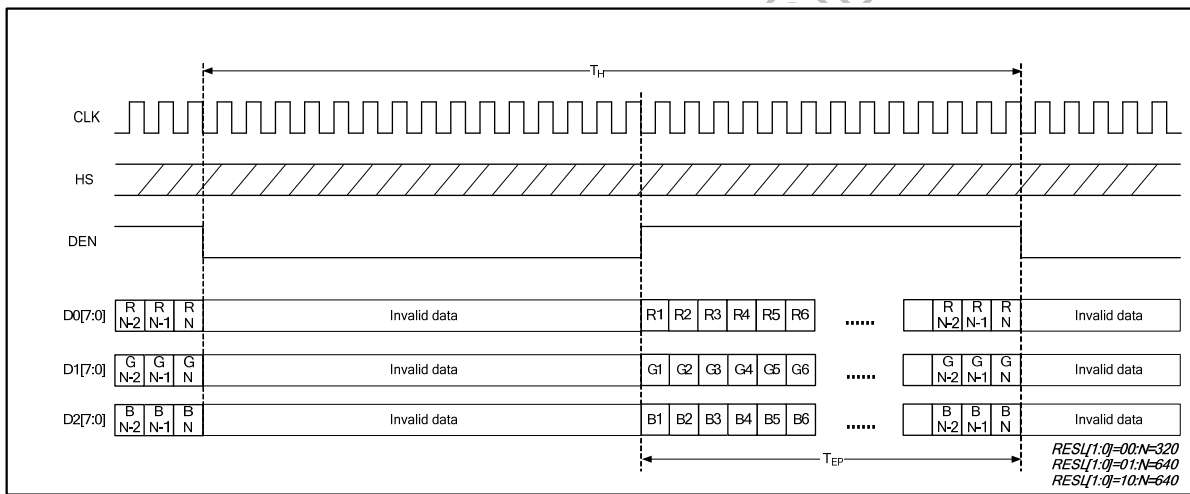 TH
CLK
HS
DEN
D0[7:0] R N-2 R N-1 R N Invalid data R1 R2 R3 R4 R5 R6 ...... R N-2 R N-1 R N Invalid data
D1[7:0] G N-2 G N-1 G N Invalid data G1 G2 G3 G4 G5 G6 ...... G N-2 G N-1 G N Invalid data
D2[7:0] B N-2 B N-1 B N Invalid data B1 B2 B3 B4 B5 B6 ...... B N-2 B N-1 B N Invalid data
TEP
RESL[1:0]=00:N=320
RESL[1:0]=01:N=640
RESL[1:0]=10:N=640